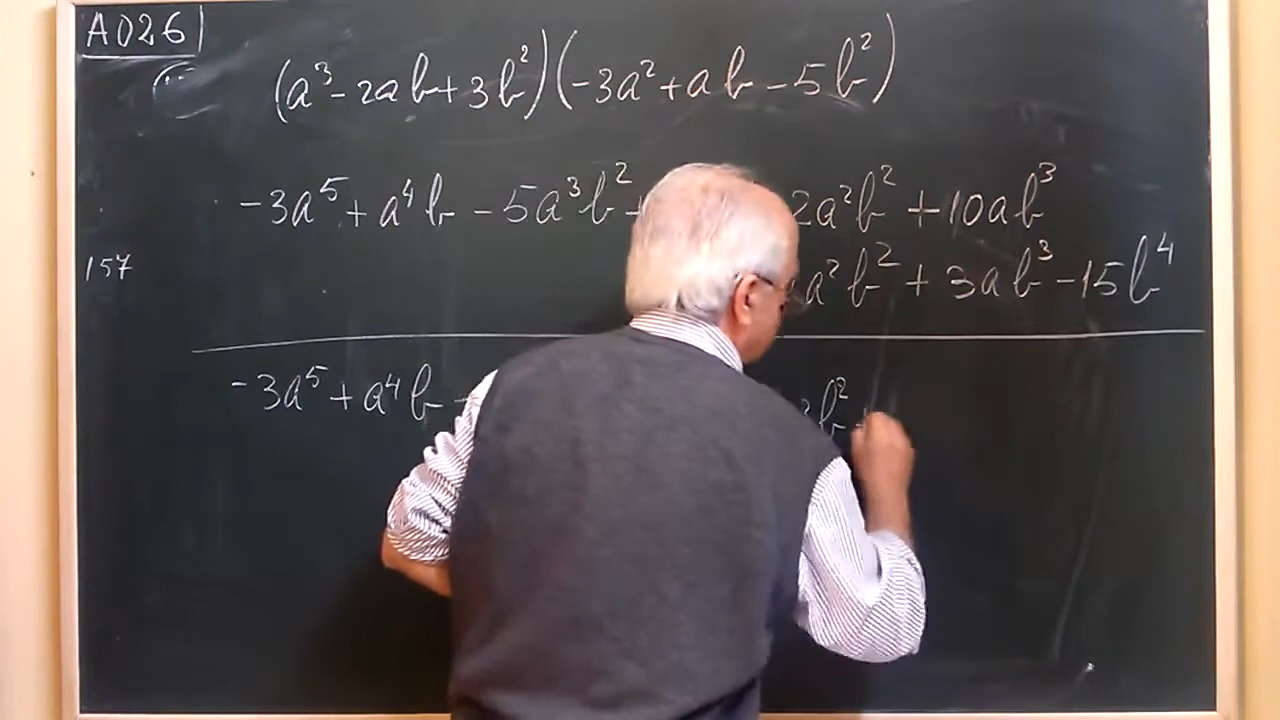 A026
(a³-2ab+3b²)(-3a²+ab-5b²)
-3a⁵+a⁴b-5a³b²+ 2a²b²+10ab³
157
a²b²+3ab³-15b⁴
-3a⁵+a⁴b- b²